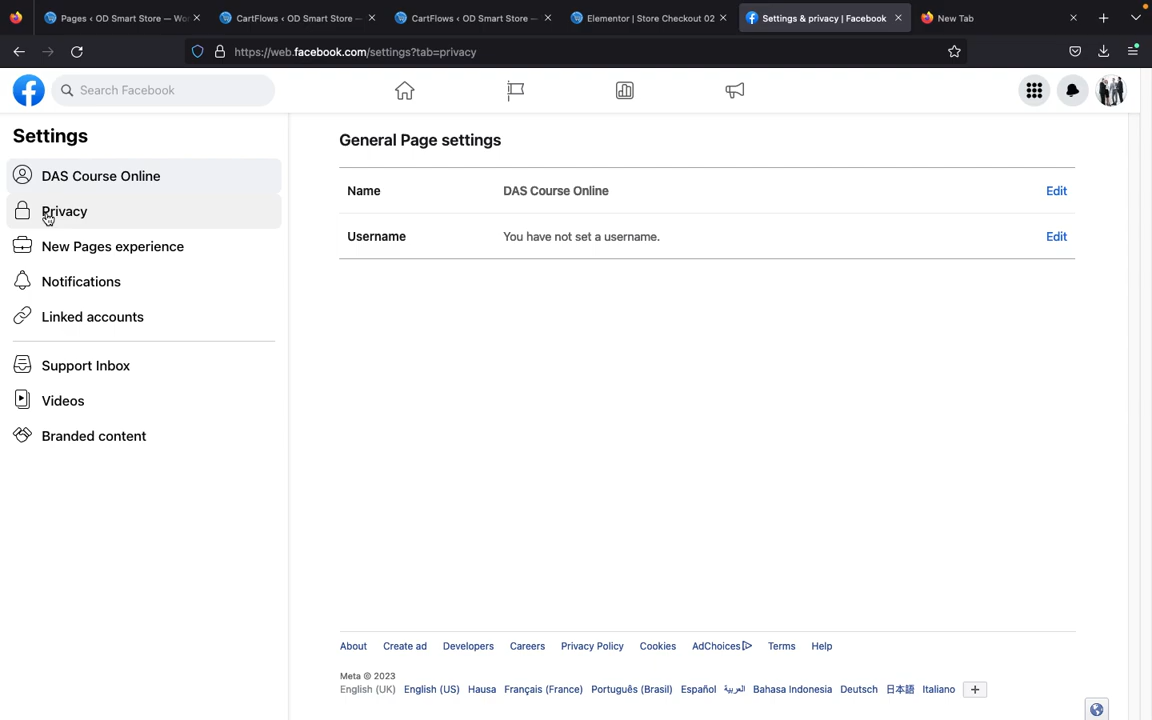 Pages ‹ OD Smart Store — Wo
CartFlows ‹ OD Smart Store —
CartFlows ‹ OD Smart Store —
Elementor | Store Checkout 02
Settings & privacy | Facebook
New Tab
https://web.facebook.com/settings?tab=privacy
Search Facebook
Settings
DAS Course Online
Privacy
New Pages experience
Notifications
Linked accounts
Support Inbox
Videos
Branded content
General Page settings
Name DAS Course Online Edit
Username You have not set a username. Edit
About Create ad Developers Careers Privacy Policy Cookies AdChoices Terms Help
Meta © 2023
English (UK) English (US) Hausa Français (France) Português (Brasil) Español العربية Bahasa Indonesia Deutsch 日本語 Italiano +